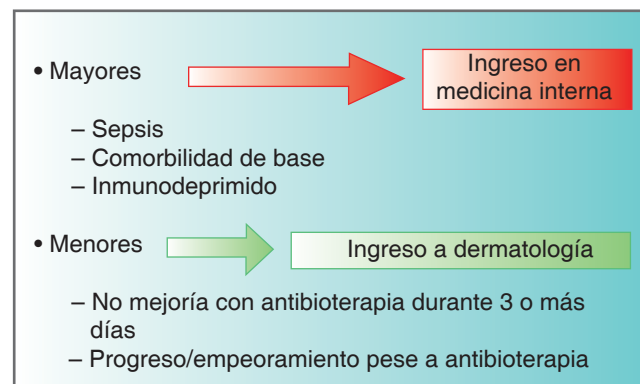 • Mayores
Ingreso en
medicina interna
– Sepsis
– Comorbilidad de base
– Inmunodeprimido
• Menores
Ingreso a dermatología
– No mejoría con antibioterapia durante 3 o más
días
– Progreso/empeoramiento pese a antibioterapia